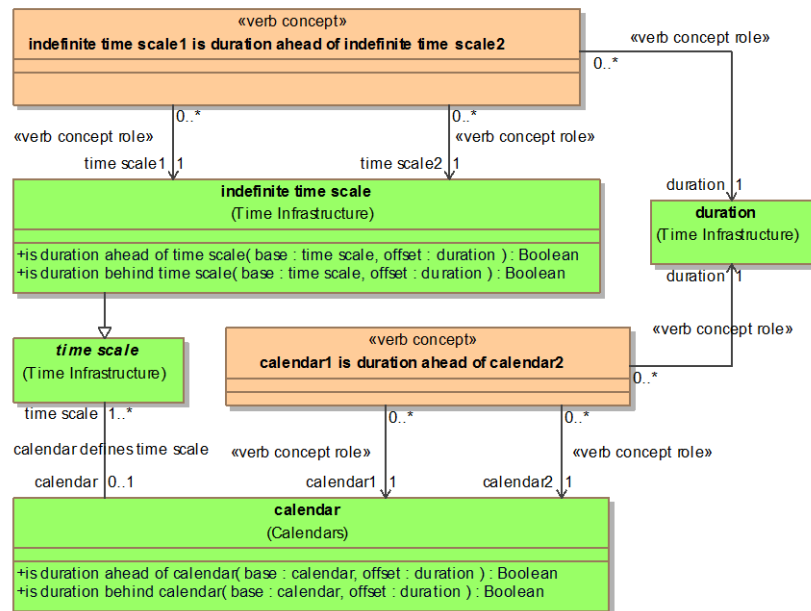 «verb concept»
indefinite time scale1 is duration ahead of indefinite time scale2
«verb concept role»
0..*
0..*
0..*
«verb concept role»
«verb concept role»
time scale1 1
time scale2 1
indefinite time scale
(Time Infrastructure)
+is duration ahead of time scale( base : time scale, offset : duration ) : Boolean
+is duration behind time scale( base : time scale, offset : duration ) : Boolean
duration 1
duration
(Time Infrastructure)
duration 1
«verb concept role»
time scale
(Time Infrastructure)
«verb concept»
calendar1 is duration ahead of calendar2
0..*
time scale 1..*
calendar defines time scale
calendar 0..1
0..*
0..*
«verb concept role»
«verb concept role»
calendar1 1
calendar2 1
calendar
(Calendars)
+is duration ahead of calendar( base : calendar, offset : duration ) : Boolean
+is duration behind calendar( base : calendar, offset : duration ) : Boolean